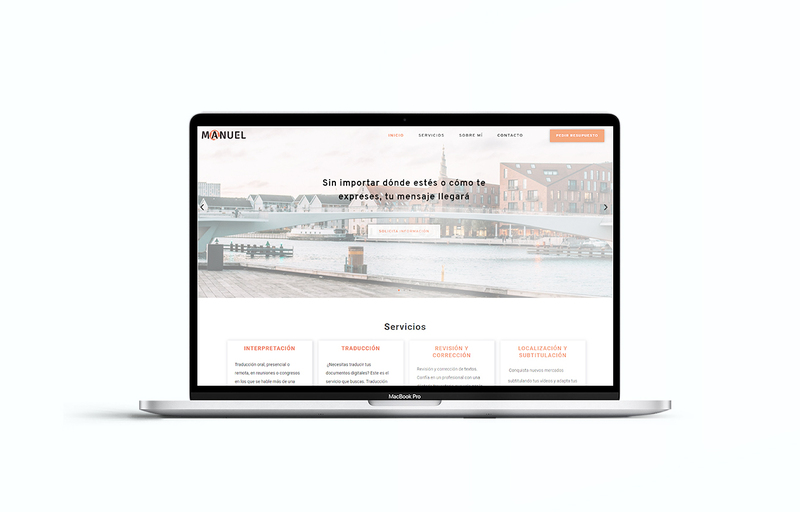 MANUEL
INICIO
SERVICIOS
SOBRE MÍ
CONTACTO
PEDIR PRESUPUESTO
Sin importar dónde estés o cómo te
expreses, tu mensaje llegará
SOLICITA INFORMACIÓN
Servicios
INTERPRETACIÓN
Traducción oral, presencial o
remota, en reuniones o congresos
en los que se hable más de una
TRADUCCIÓN
¿Necesitas traducir tus
documentos digitales? Este es el
servicio que buscas. Traducción
REVISIÓN Y
CORRECCIÓN
Revisión y corrección de textos.
Confía en un profesional con una
LOCALIZACIÓN Y
SUBTITULACIÓN
Conquista nuevos mercados
subtitulando tus vídeos y adapta tus
MacBook Pro